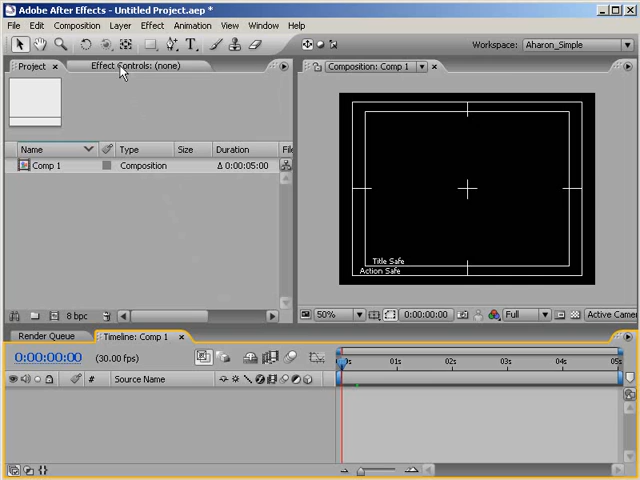 Adobe After Effects - Untitled Project.aep *
File Edit Composition Layer Effect Animation View Window Help
Workspace: Aharon_Simple
Project × Effect Controls: (none)
Composition: Comp 1
Name Type Size Duration File
Comp 1 Composition Δ 0:00:05:00
Title Safe
Action Safe
8 bpc
50% 0:00:00:00 Full Active Camer
Render Queue Timeline: Comp 1 ×
0:00:00:00 (30.00 fps)
01s 02s 03s 04s 05s
# Source Name